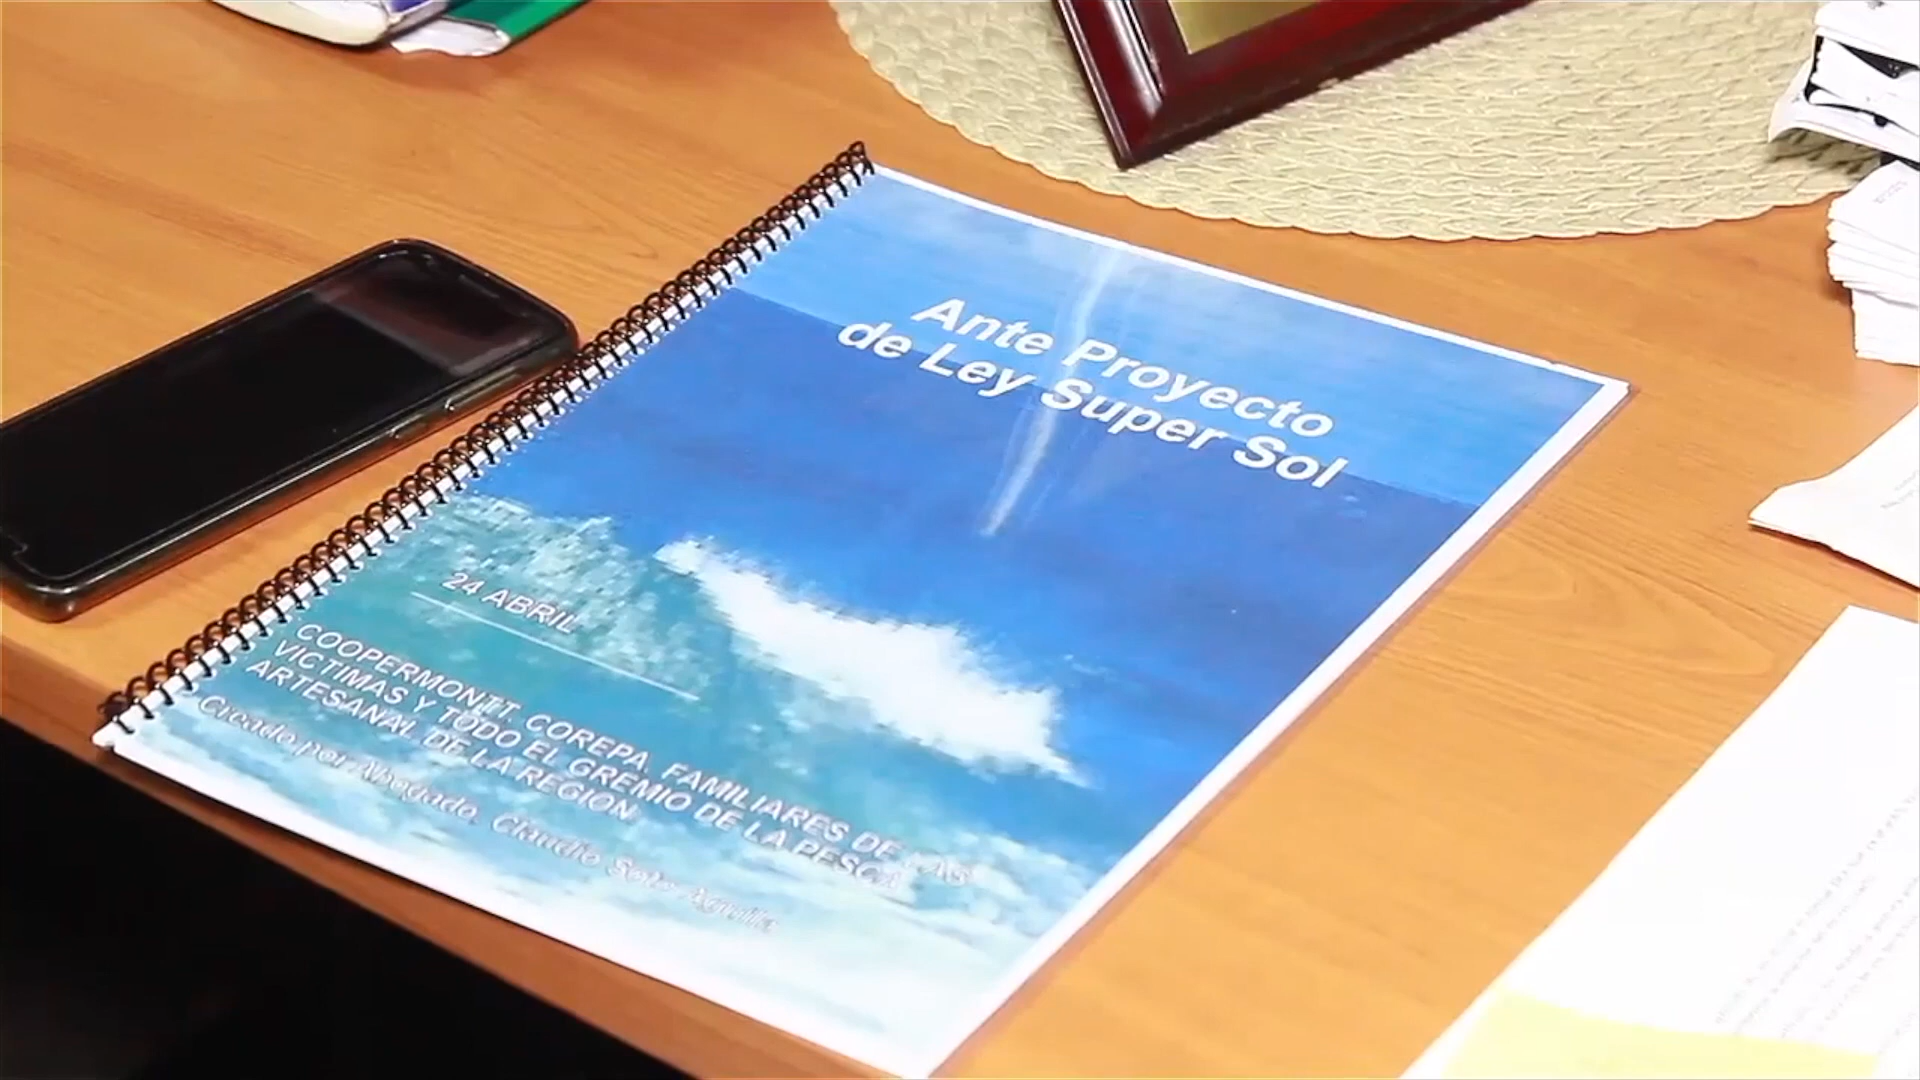 Ante Proyecto
de Ley Super Sol
24 ABRIL
COOPERMONTT, COREPA, FAMILIARES DE LAS
VICTIMAS Y TODO EL GREMIO DE LA PESCA
ARTESANAL DE LA REGION
Creado por Abogado, Claudio Soto